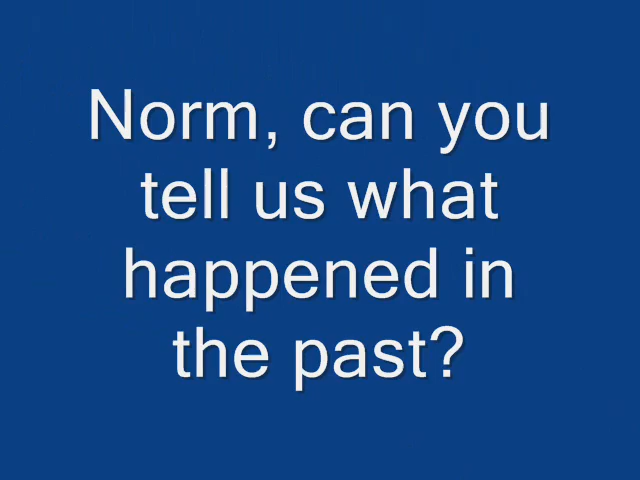 Norm, can you
tell us what
happened in
the past?